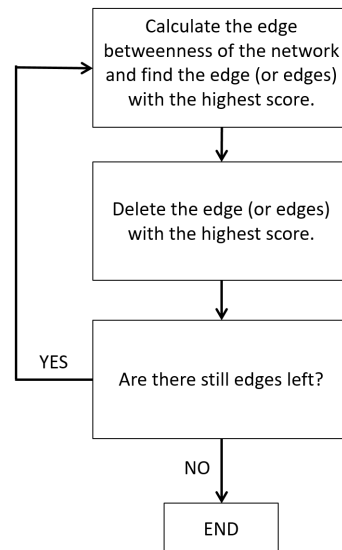 Calculate the edge
betweenness of the network
and find the edge (or edges)
with the highest score.
Delete the edge (or edges)
with the highest score.
YES
Are there still edges left?
NO
END